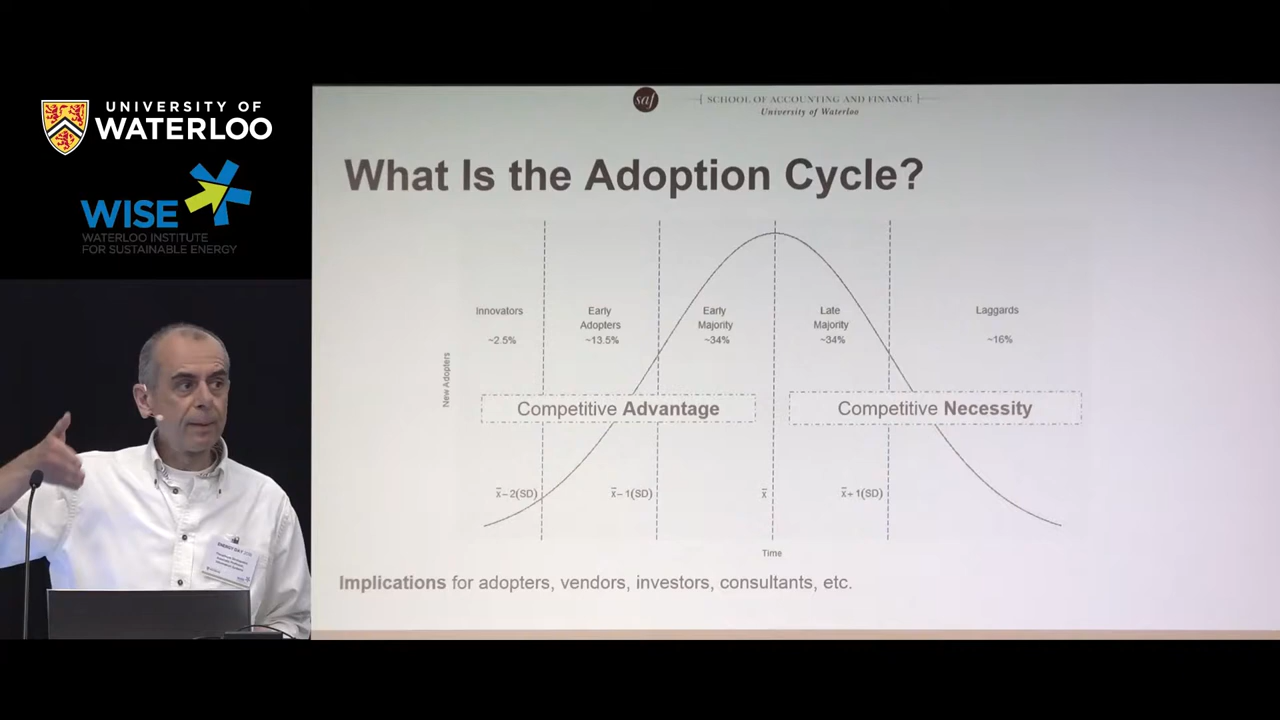 UNIVERSITY OF
WATERLOO
WISE
WATERLOO INSTITUTE
FOR SUSTAINABLE ENERGY
saf
SCHOOL OF ACCOUNTING AND FINANCE
University of Waterloo
What Is the Adoption Cycle?
Innovators
~2.5%
Early
Adopters
~13.5%
Early
Majority
~34%
Late
Majority
~34%
Laggards
~16%
New Adopters
Competitive Advantage
Competitive Necessity
x̄ – 2(SD)
x̄ – 1(SD)
x̄
x̄ + 1(SD)
Time
Implications for adopters, vendors, investors, consultants, etc.
ENERGY DAY